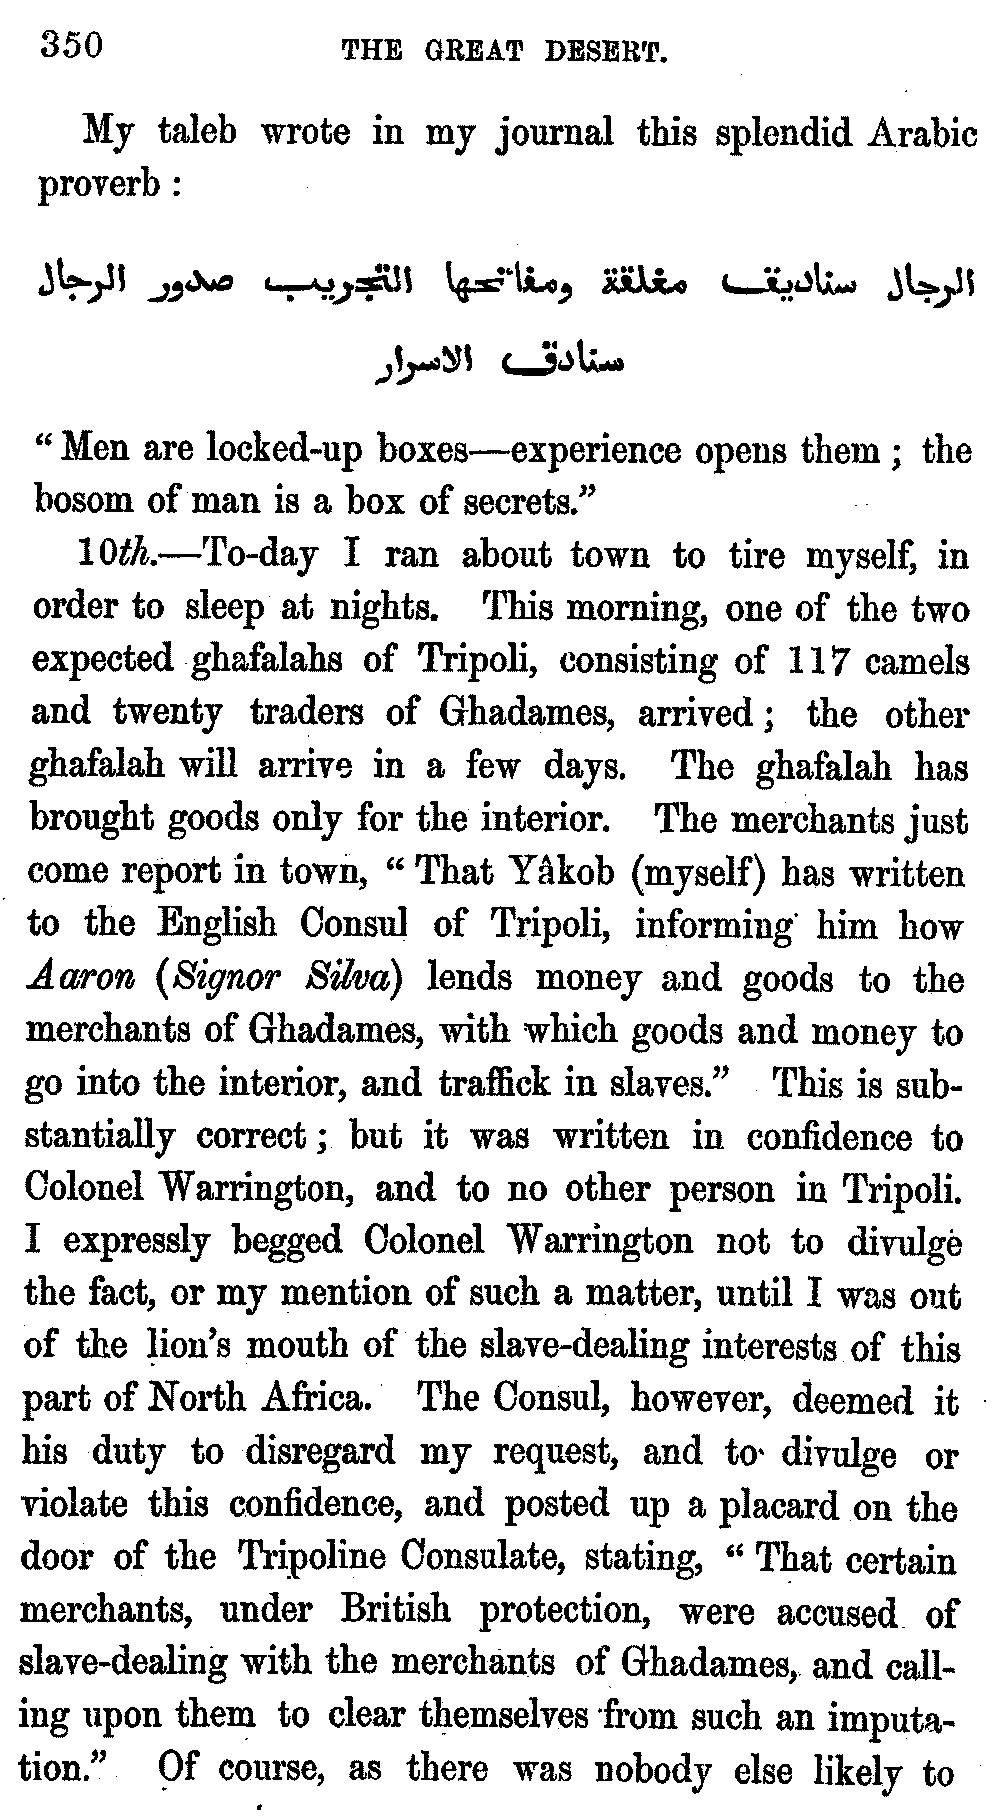 350 THE GREAT DESERT.
My taleb wrote in my journal this splendid Arabic
proverb :
الرجال سناديق مغلقة ومفاتحها التجريب صدور الرجال
سنادق الاسرار
“ Men are locked-up boxes—experience opens them ; the
bosom of man is a box of secrets.”
10th.—To-day I ran about town to tire myself, in
order to sleep at nights. This morning, one of the two
expected ghafalahs of Tripoli, consisting of 117 camels
and twenty traders of Ghadames, arrived ; the other
ghafalah will arrive in a few days. The ghafalah has
brought goods only for the interior. The merchants just
come report in town, “ That Yâkob (myself) has written
to the English Consul of Tripoli, informing him how
Aaron (Signor Silva) lends money and goods to the
merchants of Ghadames, with which goods and money to
go into the interior, and traffick in slaves.” This is sub-
stantially correct ; but it was written in confidence to
Colonel Warrington, and to no other person in Tripoli.
I expressly begged Colonel Warrington not to divulge
the fact, or my mention of such a matter, until I was out
of the lion’s mouth of the slave-dealing interests of this
part of North Africa. The Consul, however, deemed it
his duty to disregard my request, and to divulge or
violate this confidence, and posted up a placard on the
door of the Tripoline Consulate, stating, “ That certain
merchants, under British protection, were accused of
slave-dealing with the merchants of Ghadames, and call-
ing upon them to clear themselves from such an imputa-
tion.” Of course, as there was nobody else likely to